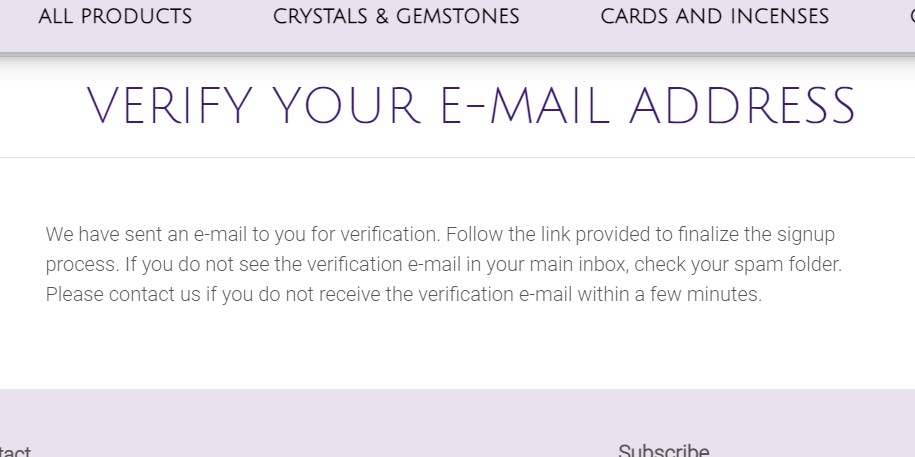 ALL PRODUCTS CRYSTALS & GEMSTONES CARDS AND INCENSES
VERIFY YOUR E-MAIL ADDRESS
We have sent an e-mail to you for verification. Follow the link provided to finalize the signup
process. If you do not see the verification e-mail in your main inbox, check your spam folder.
Please contact us if you do not receive the verification e-mail within a few minutes.
Subscribe